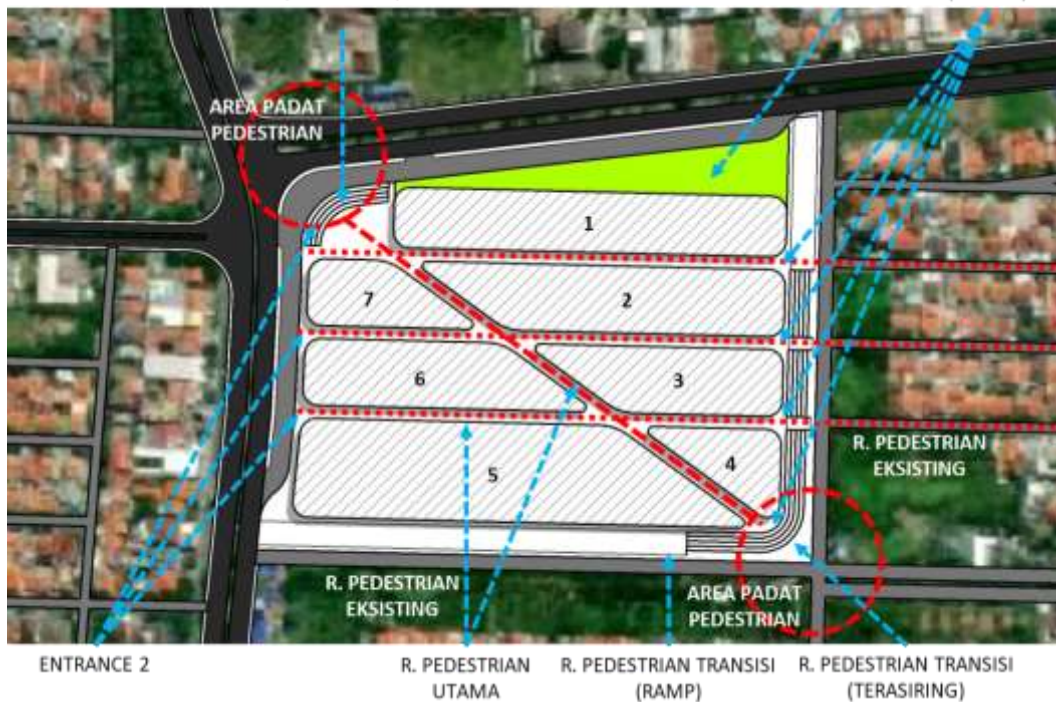 AREA PADAT
PEDESTRIAN
1
2
7
3
6
4
5
R. PEDESTRIAN
EKSISTING
R. PEDESTRIAN
EKSISTING
AREA PADAT
PEDESTRIAN
ENTRANCE 2
R. PEDESTRIAN
UTAMA
R. PEDESTRIAN TRANSISI
(RAMP)
R. PEDESTRIAN TRANSISI
(TERASIRING)